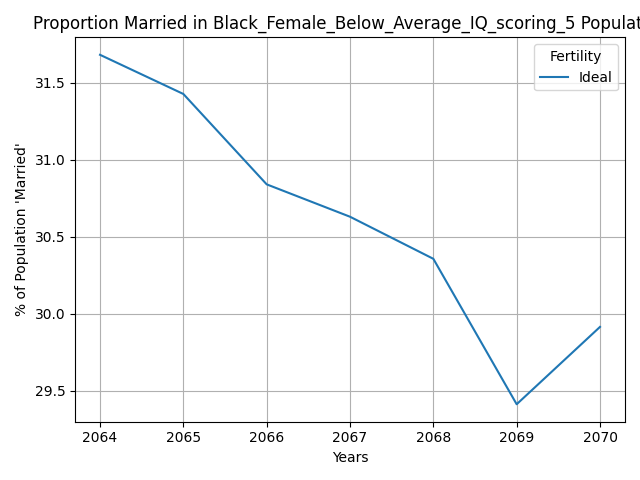 Proportion Married in Black_Female_Below_Average_IQ_scoring_5 Populat
Fertility
Ideal
31.5
31.0
30.5
30.0
29.5
% of Population 'Married'
2064 2065 2066 2067 2068 2069 2070
Years